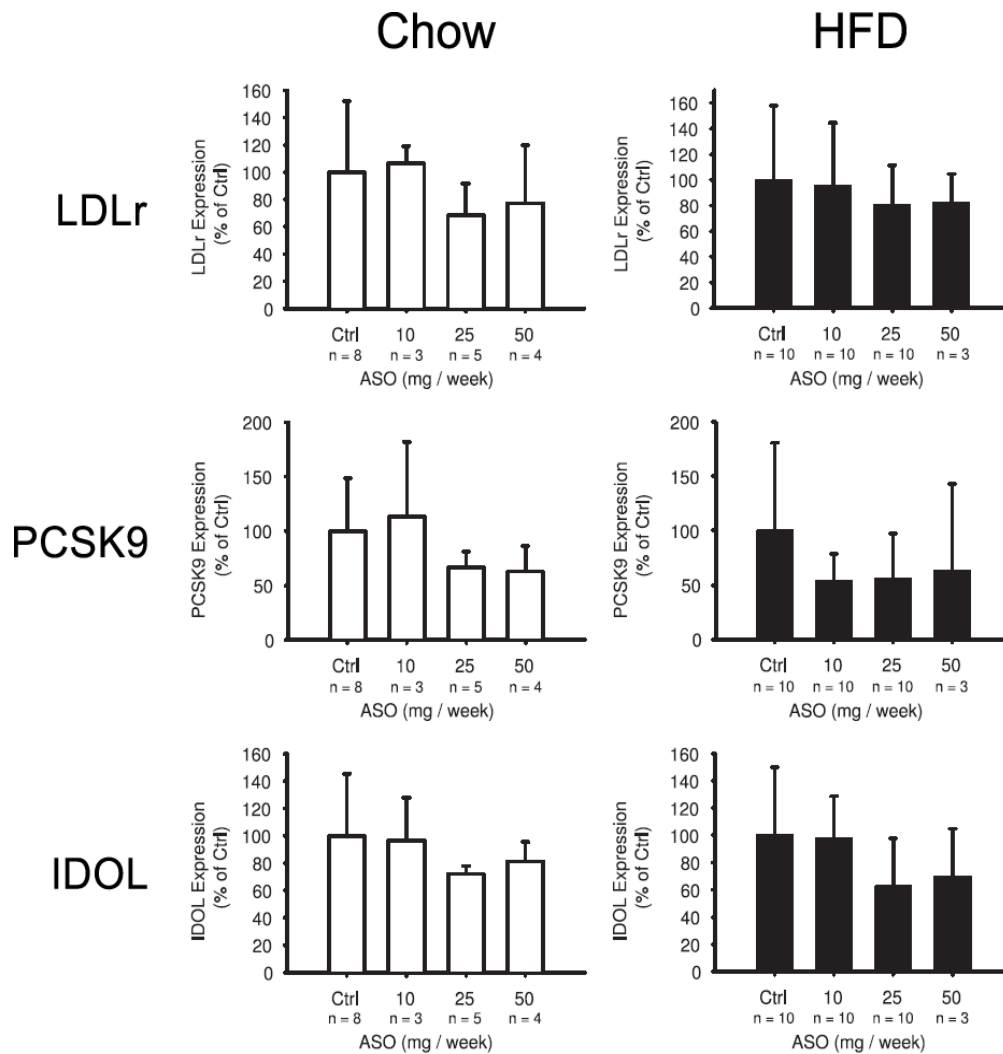 Chow
HFD
LDLr
LDLr Expression
(% of Ctrl)
160
140
120
100
80
60
40
20
0
Ctrl 10 25 50
n = 8 n = 3 n = 5 n = 4
ASO (mg / week)
LDLr Expression
(% of Ctrl)
160
140
120
100
80
60
40
20
0
Ctrl 10 25 50
n = 10 n = 10 n = 10 n = 3
ASO (mg / week)
PCSK9
PCSK9 Expression
(% of Ctrl)
200
150
100
50
0
Ctrl 10 25 50
n = 8 n = 3 n = 5 n = 4
ASO (mg / week)
PCSK9 Expression
(% of Ctrl)
200
150
100
50
0
Ctrl 10 25 50
n = 10 n = 10 n = 10 n = 3
ASO (mg / week)
IDOL
IDOL Expression
(% of Ctrl)
160
140
120
100
80
60
40
20
0
Ctrl 10 25 50
n = 8 n = 3 n = 5 n = 4
ASO (mg / week)
IDOL Expression
(% of Ctrl)
160
140
120
100
80
60
40
20
0
Ctrl 10 25 50
n = 10 n = 10 n = 10 n = 3
ASO (mg / week)